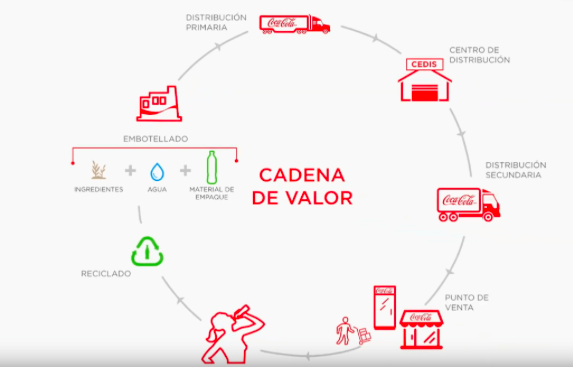 DISTRIBUCIÓN
PRIMARIA
Coca-Cola
CENTRO DE
DISTRIBUCIÓN
CEDIS
EMBOTELLADO
INGREDIENTES
+
AGUA
+
MATERIAL DE
EMPAQUE
CADENA
DE VALOR
DISTRIBUCIÓN
SECUNDARIA
Coca-Cola
RECICLADO
PUNTO DE
VENTA
Coca-Cola
Coca-Cola